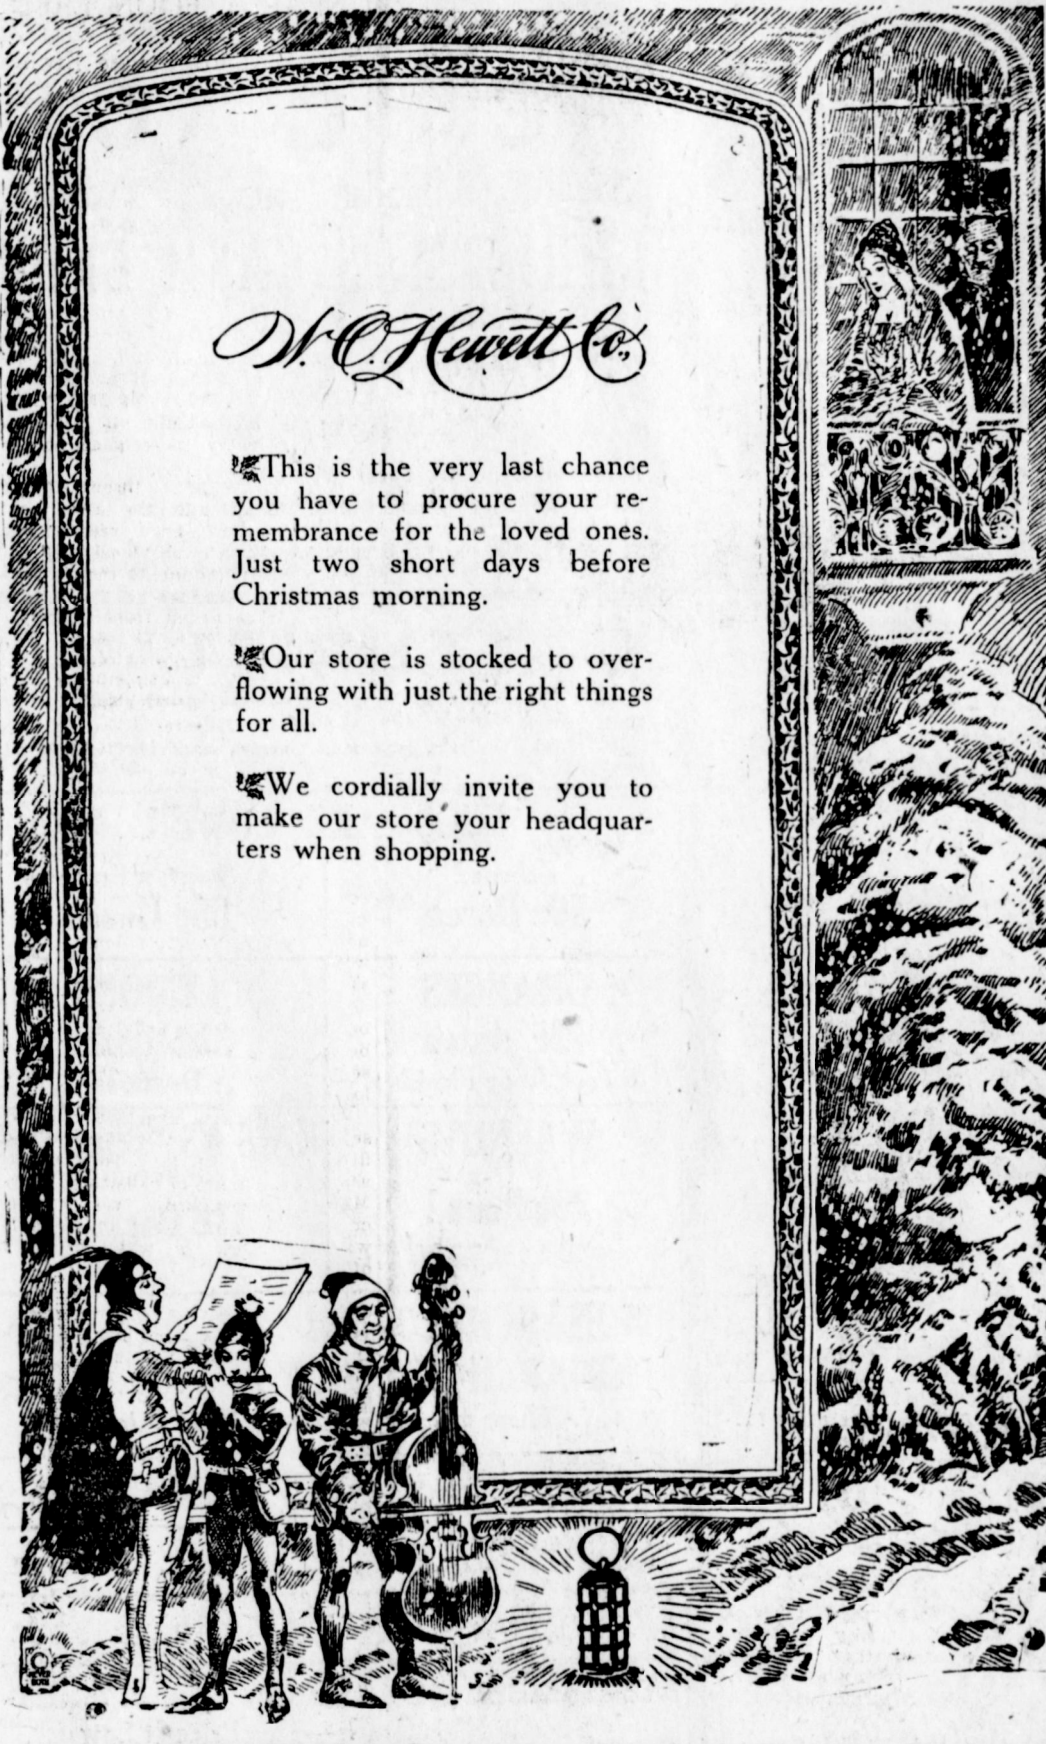 W. O. Hewett Co.,
This is the very last chance
you have to procure your re-
membrance for the loved ones.
Just two short days before
Christmas morning.
Our store is stocked to over-
flowing with just the right things
for all.
We cordially invite you to
make our store your headquar-
ters when shopping.